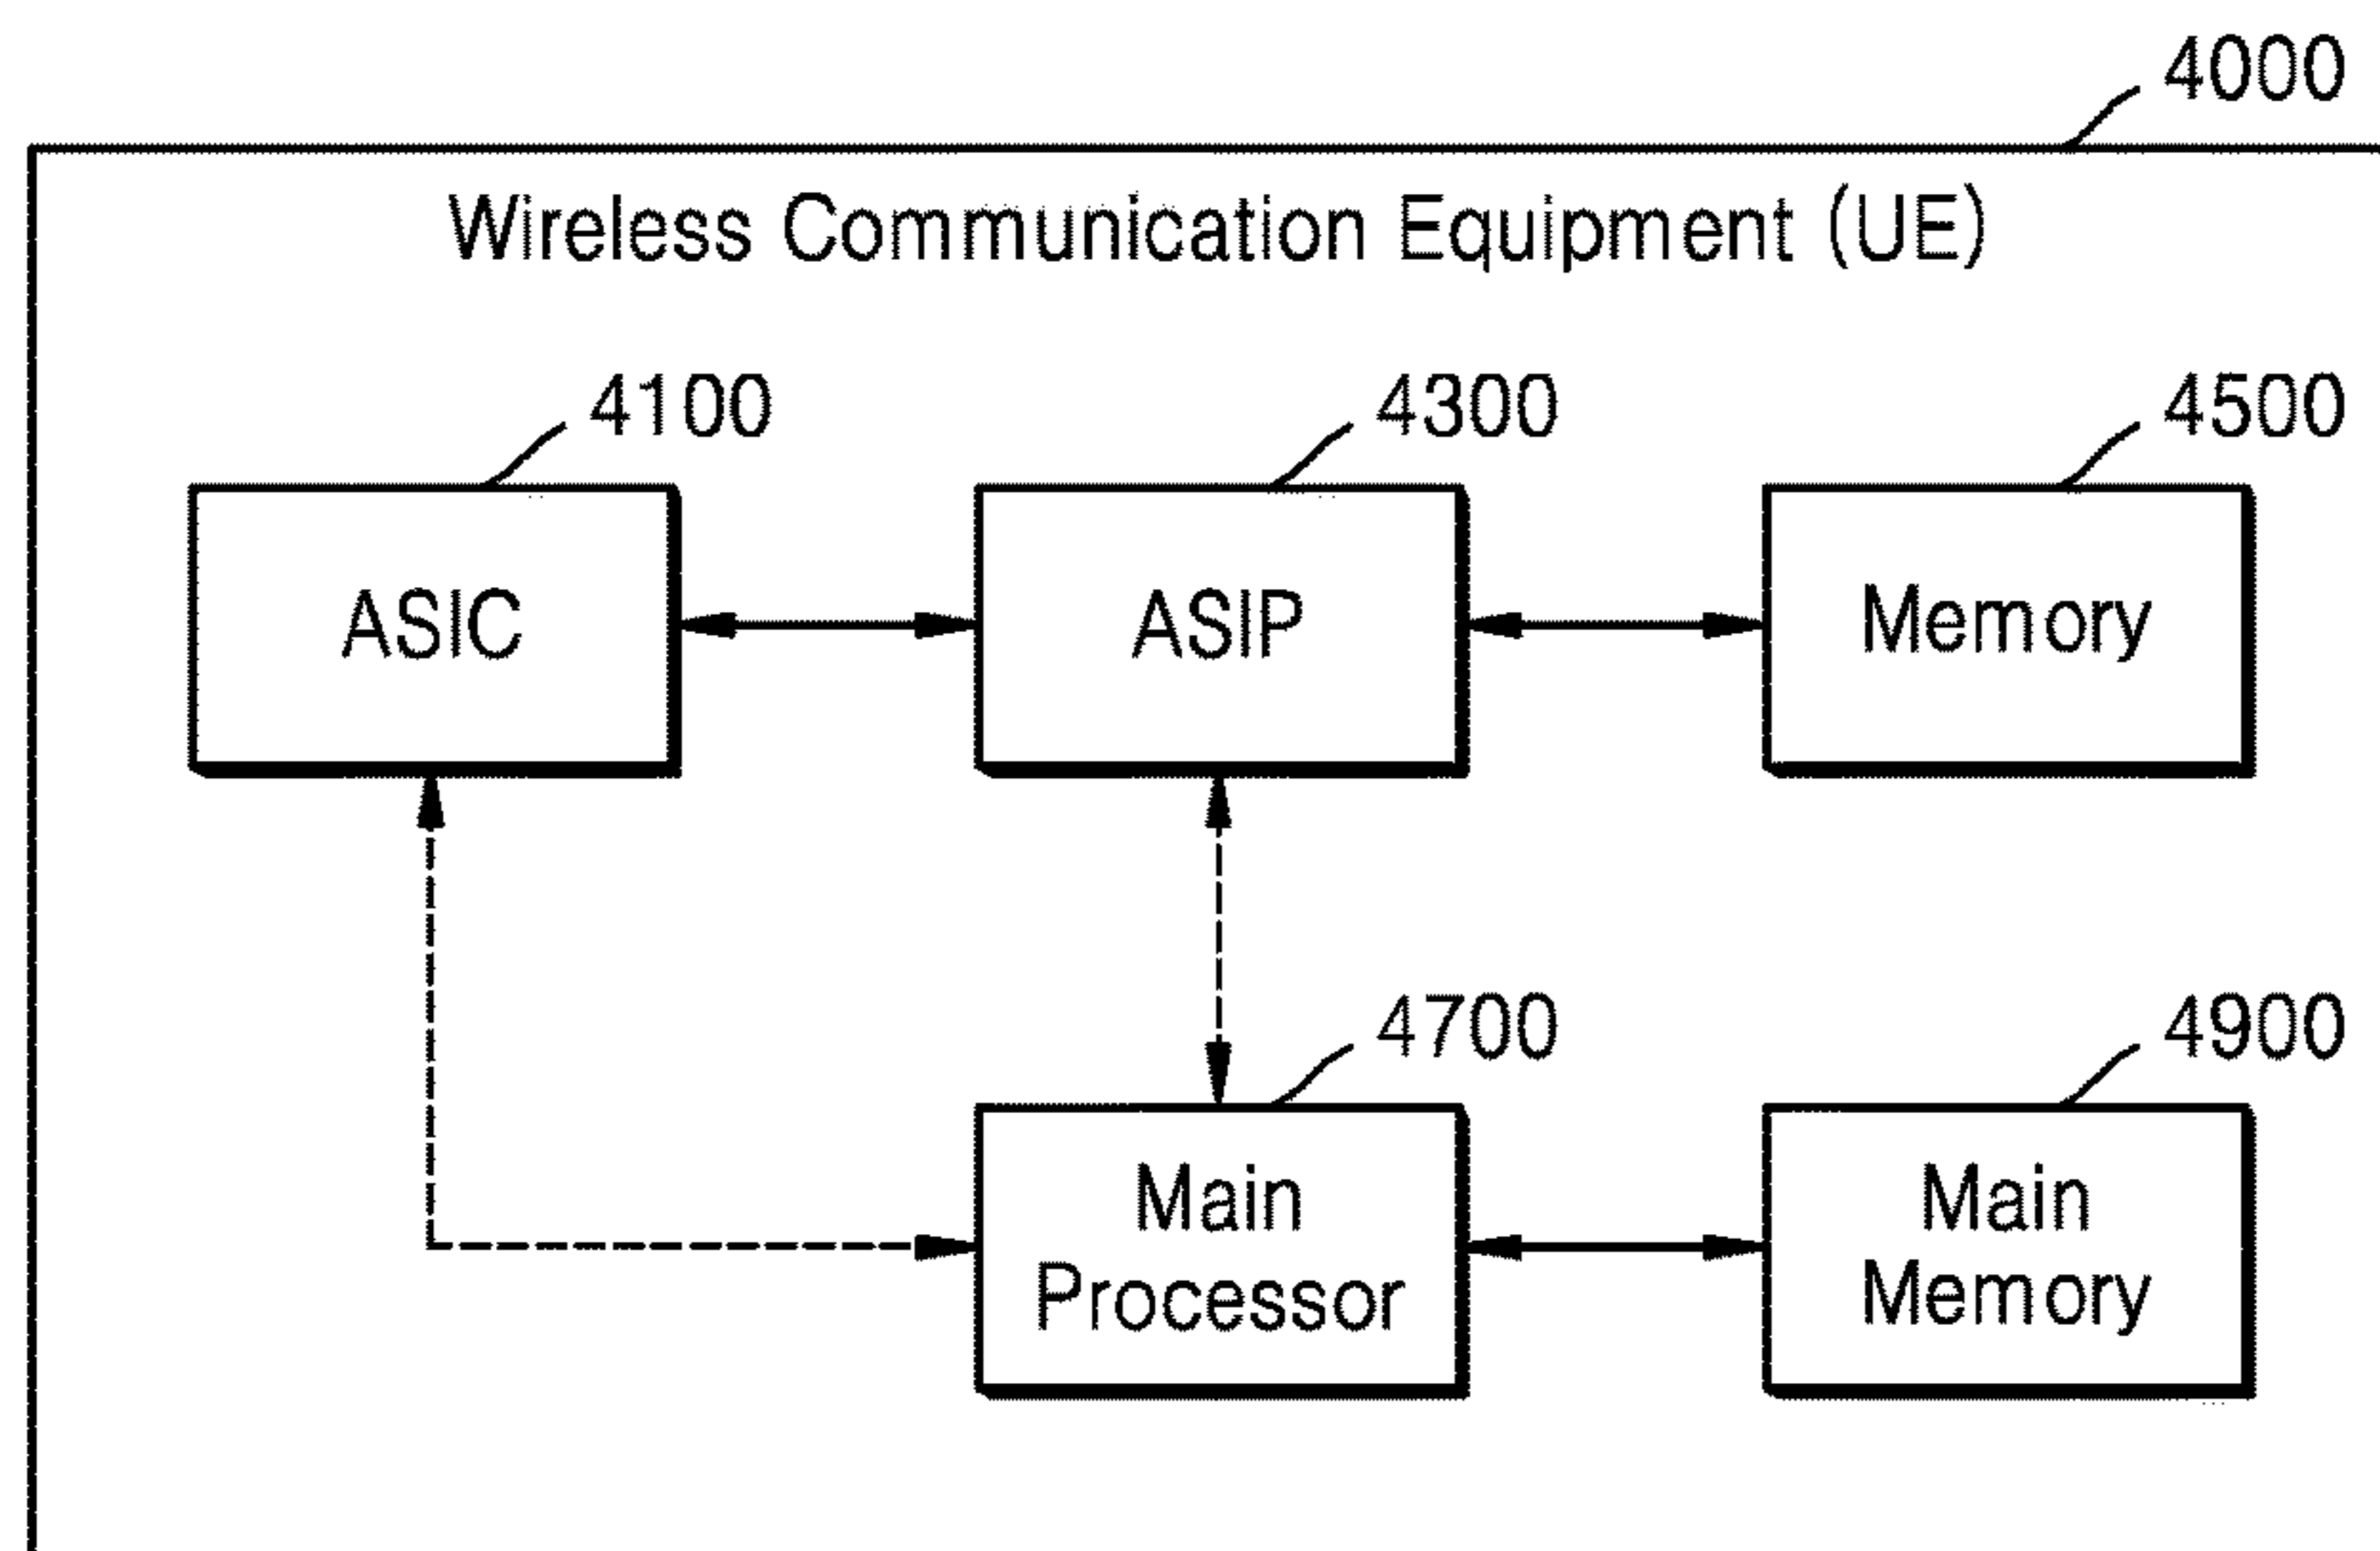 4000
Wireless Communication Equipment (UE)
4100
4300
4500
ASIC
ASIP
Memory
4700
4900
Main
Processor
Main
Memory